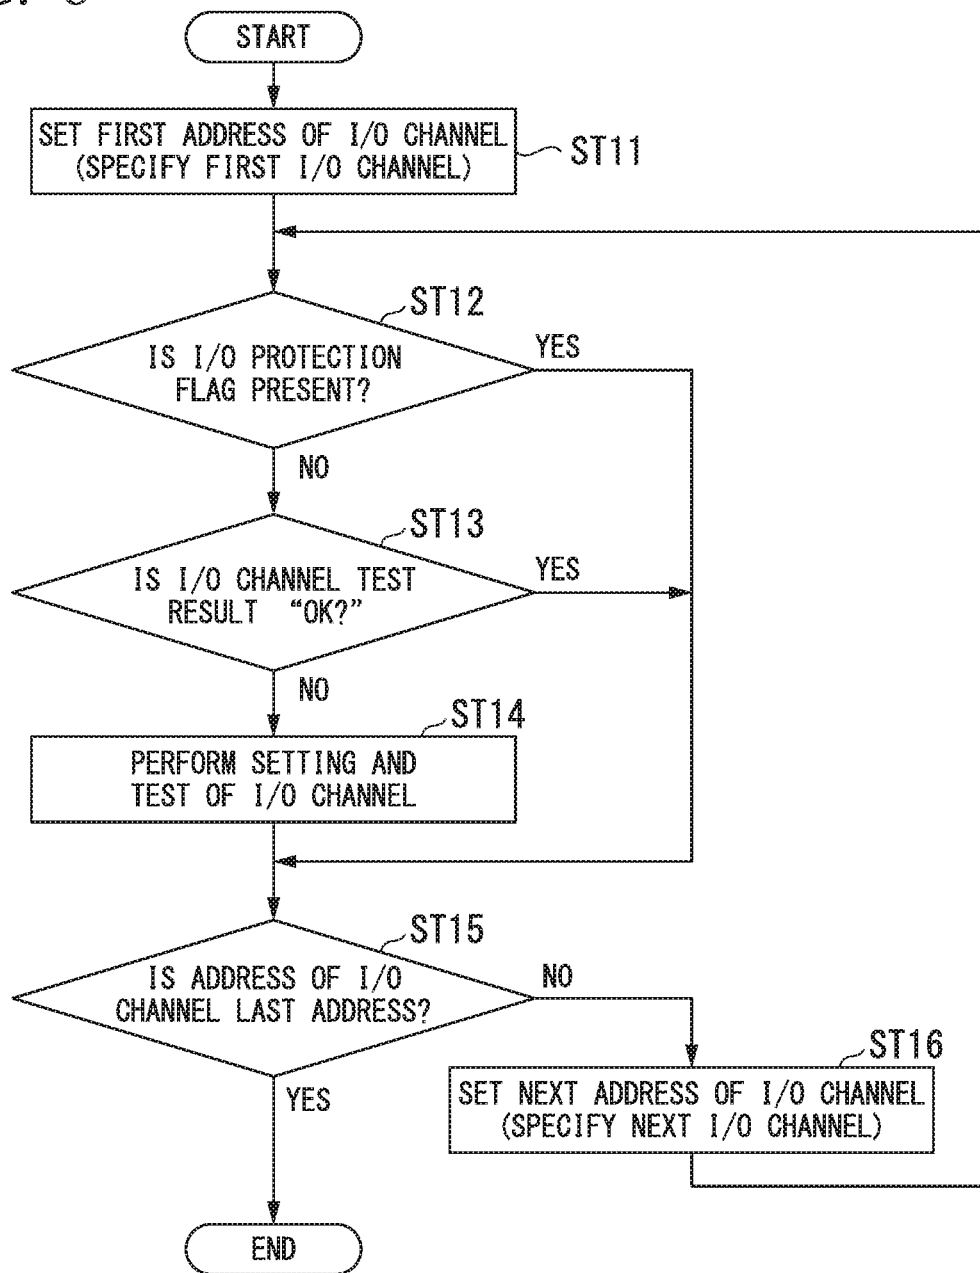 START
SET FIRST ADDRESS OF I/O CHANNEL
(SPECIFY FIRST I/O CHANNEL)
ST11
ST12
IS I/O PROTECTION
FLAG PRESENT?
YES
NO
ST13
IS I/O CHANNEL TEST
RESULT “OK?”
YES
NO
ST14
PERFORM SETTING AND
TEST OF I/O CHANNEL
ST15
IS ADDRESS OF I/O
CHANNEL LAST ADDRESS?
NO
YES
ST16
SET NEXT ADDRESS OF I/O CHANNEL
(SPECIFY NEXT I/O CHANNEL)
END